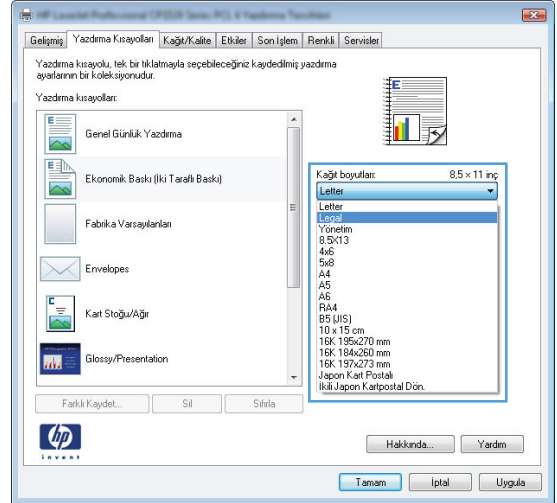 Gelişmiş Yazdırma Kısayolları Kağıt/Kalite Etkiler Son İşlem Renkli Servisler
Yazdırma kısayolu, tek bir tıklatmayla seçebileceğiniz kaydedilmiş yazdırma
ayarlarının bir koleksiyonudur.
Yazdırma kısayolları:
Genel Günlük Yazdırma
Ekonomik Baskı (İki Taraflı Baskı)
Fabrika Varsayılanları
Envelopes
Kart Stoğu/Ağır
Glossy/Presentation
Farklı Kaydet... Sil Sıfırla
E
Kağıt boyutları: 8,5 × 11 inç
Letter
Letter
Legal
Yönetim
8.5X13
4x6
5x8
A4
A5
A6
RA4
B5 (JIS)
10 x 15 cm
16K 195x270 mm
16K 184x260 mm
16K 197x273 mm
Japon Kart Postalı
İkili Japon Kartpostal Dön.
hp
invent
Hakkında... Yardım
Tamam İptal Uygula